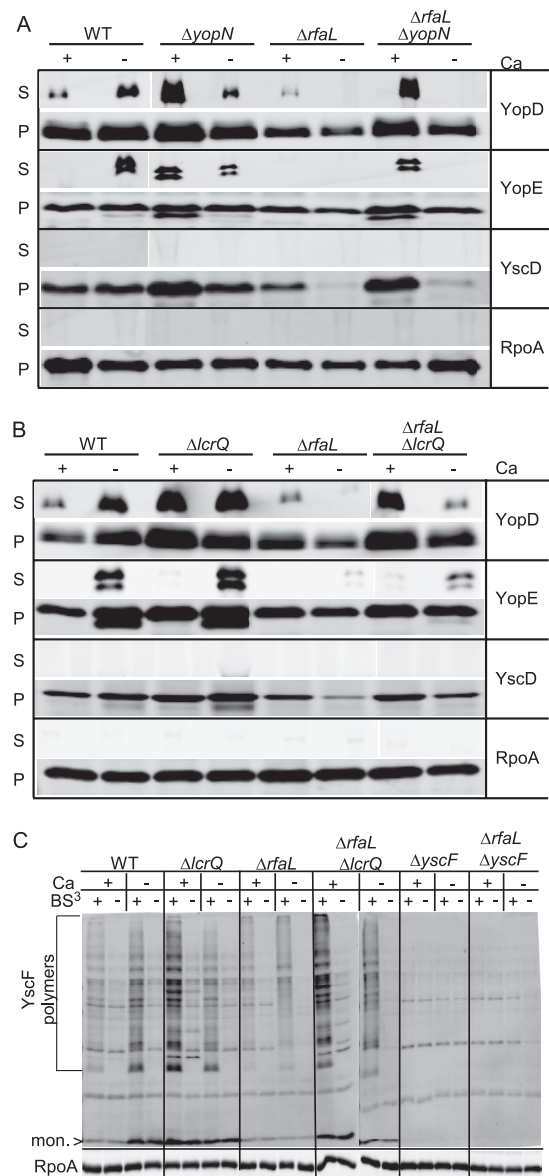 A
WT ΔyopN ΔrfaL ΔrfaL
ΔyopN
+ - + - + - + - Ca
S
P
YopD
S
P
YopE
S
P
YscD
S
P
RpoA
B
WT ΔlcrQ ΔrfaL ΔrfaL
ΔlcrQ
+ - + - + - + - Ca
S
P
YopD
S
P
YopE
S
P
YscD
S
P
RpoA
C
WT ΔlcrQ ΔrfaL ΔrfaL
ΔlcrQ ΔyscF ΔrfaL
ΔyscF
Ca + - + - + - + - + - + -
BS³ + - + - + - + - + - + - + - + - + - + - + - + -
YscF
polymers
mon. >
RpoA